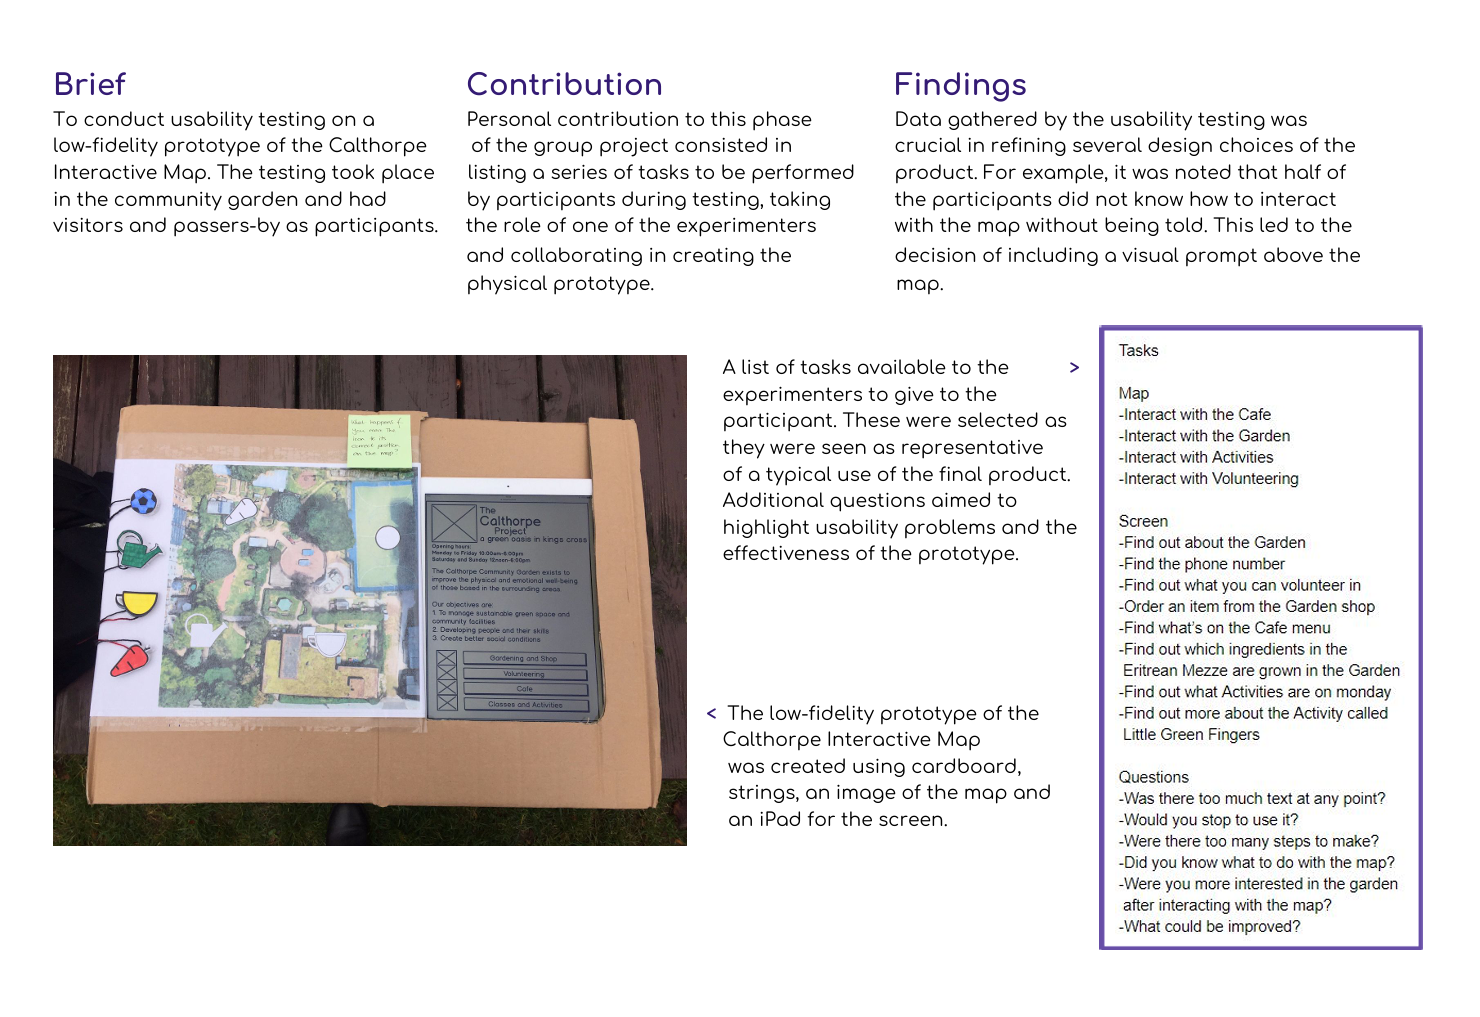 Brief
To conduct usability testing on a
low-fidelity prototype of the Calthorpe
Interactive Map. The testing took place
in the community garden and had
visitors and passers-by as participants.
Contribution
Personal contribution to this phase
of the group project consisted in
listing a series of tasks to be performed
by participants during testing, taking
the role of one of the experimenters
and collaborating in creating the
physical prototype.
Findings
Data gathered by the usability testing was
crucial in refining several design choices of the
product. For example, it was noted that half of
the participants did not know how to interact
with the map without being told. This led to the
decision of including a visual prompt above the
map.
What happens if
you move the
icon to its
correct position
on the map"
The
Calthorpe
Project
a green oasis in kings cross
Opening hours:
Monday to Friday 10:00am-6:00pm
Saturday and Sunday 12noon-6:00pm
The Calthorpe Community Garden exists to
improve the physical and emotional well-being
of those based in the surrounding areas.
Our objectives are:
1. To manage sustainable green space and
community facilities
2. Developing people and their skills
3. Create better social conditions
Gardening and Shop
Volunteering
Cafe
Classes and Activities
A list of tasks available to the >
experimenters to give to the
participant. These were selected as
they were seen as representative
of a typical use of the final product.
Additional questions aimed to
highlight usability problems and the
effectiveness of the prototype.
< The low-fidelity prototype of the
Calthorpe Interactive Map
was created using cardboard,
strings, an image of the map and
an iPad for the screen.
Tasks
Map
-Interact with the Cafe
-Interact with the Garden
-Interact with Activities
-Interact with Volunteering
Screen
-Find out about the Garden
-Find the phone number
-Find out what you can volunteer in
-Order an item from the Garden shop
-Find what's on the Cafe menu
-Find out which ingredients in the
Eritrean Mezze are grown in the Garden
-Find out what Activities are on monday
-Find out more about the Activity called
Little Green Fingers
Questions
-Was there too much text at any point?
-Would you stop to use it?
-Were there too many steps to make?
-Did you know what to do with the map?
-Were you more interested in the garden
after interacting with the map?
-What could be improved?